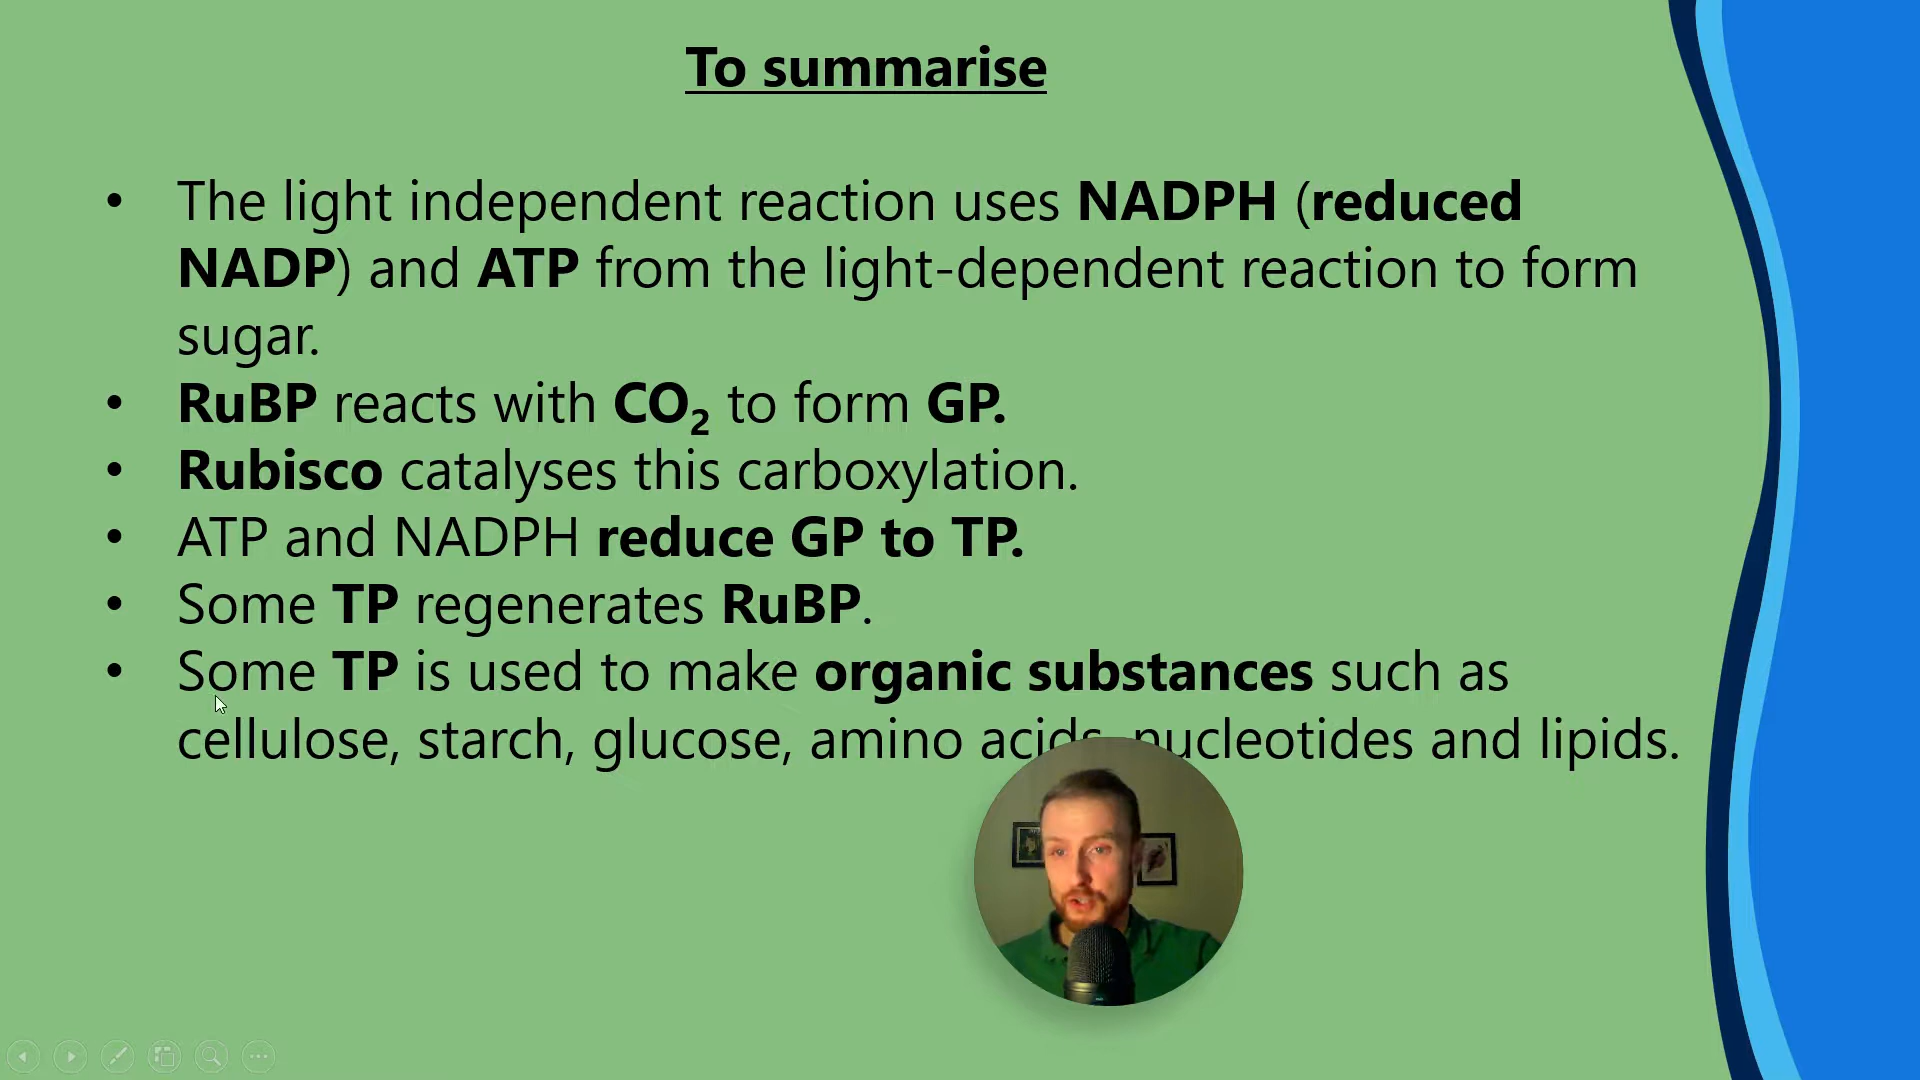 To summarise
• The light independent reaction uses NADPH (reduced
NADP) and ATP from the light-dependent reaction to form
sugar.
• RuBP reacts with CO₂ to form GP.
• Rubisco catalyses this carboxylation.
• ATP and NADPH reduce GP to TP.
• Some TP regenerates RuBP.
• Some TP is used to make organic substances such as
cellulose, starch, glucose, amino acids, nucleotides and lipids.